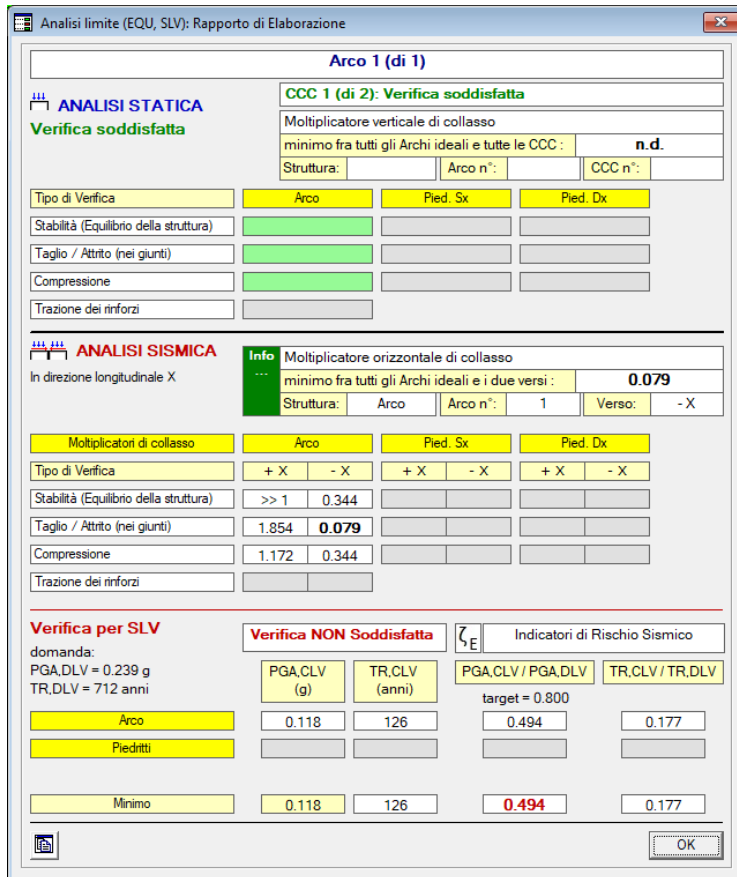 Analisi limite (EQU, SLV): Rapporto di Elaborazione
Arco 1 (di 1)
ANALISI STATICA
Verifica soddisfatta
CCC 1 (di 2): Verifica soddisfatta
Moltiplicatore verticale di collasso
minimo fra tutti gli Archi ideali e tutte le CCC : n.d.
Struttura: Arco n°: CCC n°:
Tipo di Verifica Arco Pied. Sx Pied. Dx
Stabilità (Equilibrio della struttura)
Taglio / Attrito (nei giunti)
Compressione
Trazione dei rinforzi
ANALISI SISMICA
In direzione longitudinale X
Info ...
Moltiplicatore orizzontale di collasso
minimo fra tutti gli Archi ideali e i due versi : 0.079
Struttura: Arco Arco n°: 1 Verso: - X
Moltiplicatori di collasso Arco Pied. Sx Pied. Dx
Tipo di Verifica + X - X + X - X + X - X
Stabilità (Equilibrio della struttura) >> 1 0.344
Taglio / Attrito (nei giunti) 1.854 0.079
Compressione 1.172 0.344
Trazione dei rinforzi
Verifica per SLV
domanda:
PGA,DLV = 0.239 g
TR,DLV = 712 anni
Verifica NON Soddisfatta
ζE Indicatori di Rischio Sismico
PGA,CLV (g) TR,CLV (anni) PGA,CLV / PGA,DLV TR,CLV / TR,DLV
target = 0.800
Arco 0.118 126 0.494 0.177
Piedritti
Minimo 0.118 126 0.494 0.177
OK